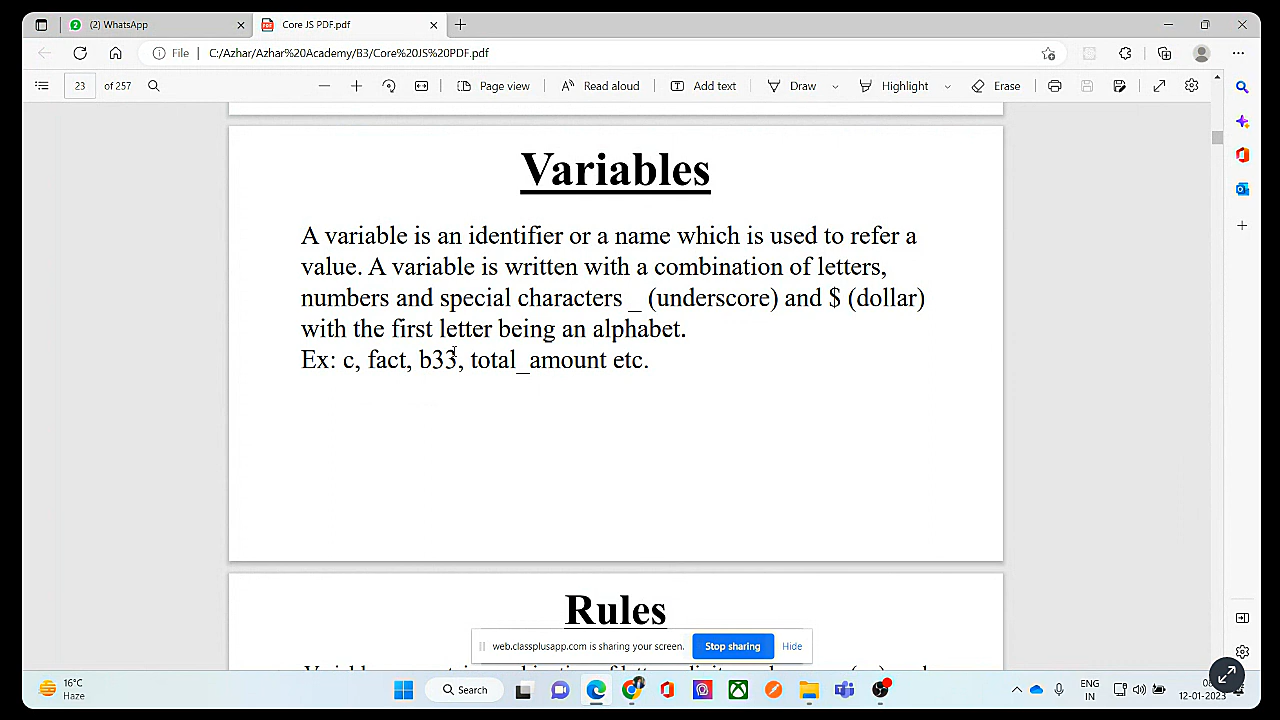 (2) WhatsApp
Core JS PDF.pdf
File
C:/Azhar/Azhar%20Academy/B3/Core%20JS%20PDF.pdf
23 of 257
Page view
Read aloud
Add text
Draw
Highlight
Erase
Variables
A variable is an identifier or a name which is used to refer a
value. A variable is written with a combination of letters,
numbers and special characters _ (underscore) and $ (dollar)
with the first letter being an alphabet.
Ex: c, fact, b33, total_amount etc.
Rules
web.classplusapp.com is sharing your screen.
Stop sharing
Hide
16°C
Haze
Search
ENG
IN
12-01-2023